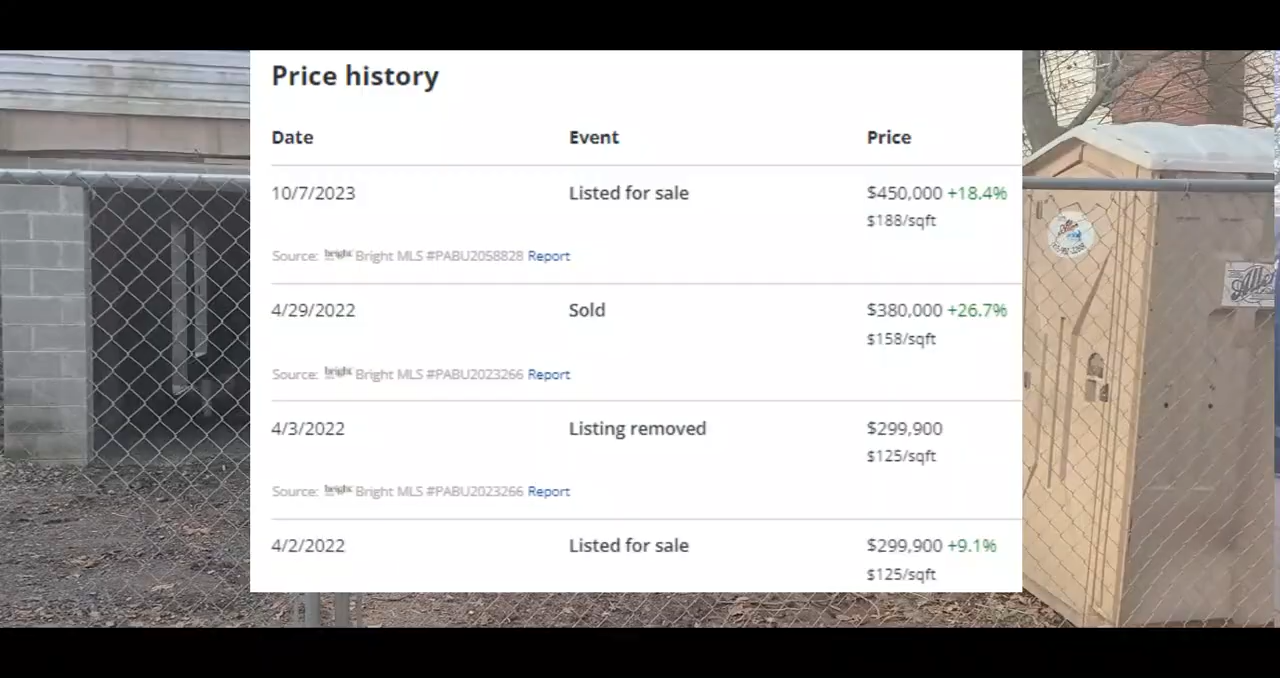 Price history
Date Event Price
10/7/2023 Listed for sale $450,000 +18.4%
$188/sqft
Source: bright Bright MLS #PABU2058828 Report
4/29/2022 Sold $380,000 +26.7%
$158/sqft
Source: bright Bright MLS #PABU2023266 Report
4/3/2022 Listing removed $299,900
$125/sqft
Source: bright Bright MLS #PABU2023266 Report
4/2/2022 Listed for sale $299,900 +9.1%
$125/sqft